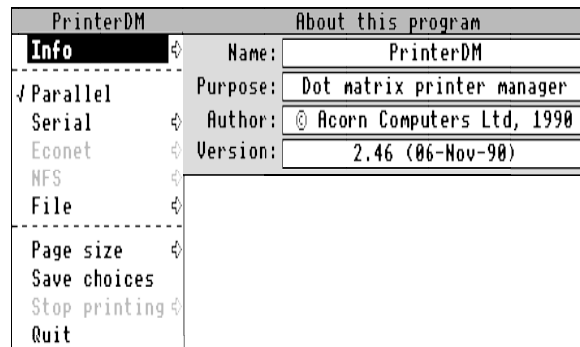 PrinterDM
Info
√ Parallel
Serial
Econet
NFS
File
Page size
Save choices
Stop printing
Quit
About this program
Name: PrinterDM
Purpose: Dot matrix printer manager
Author: © Acorn Computers Ltd, 1990
Version: 2.46 (06-Nov-90)